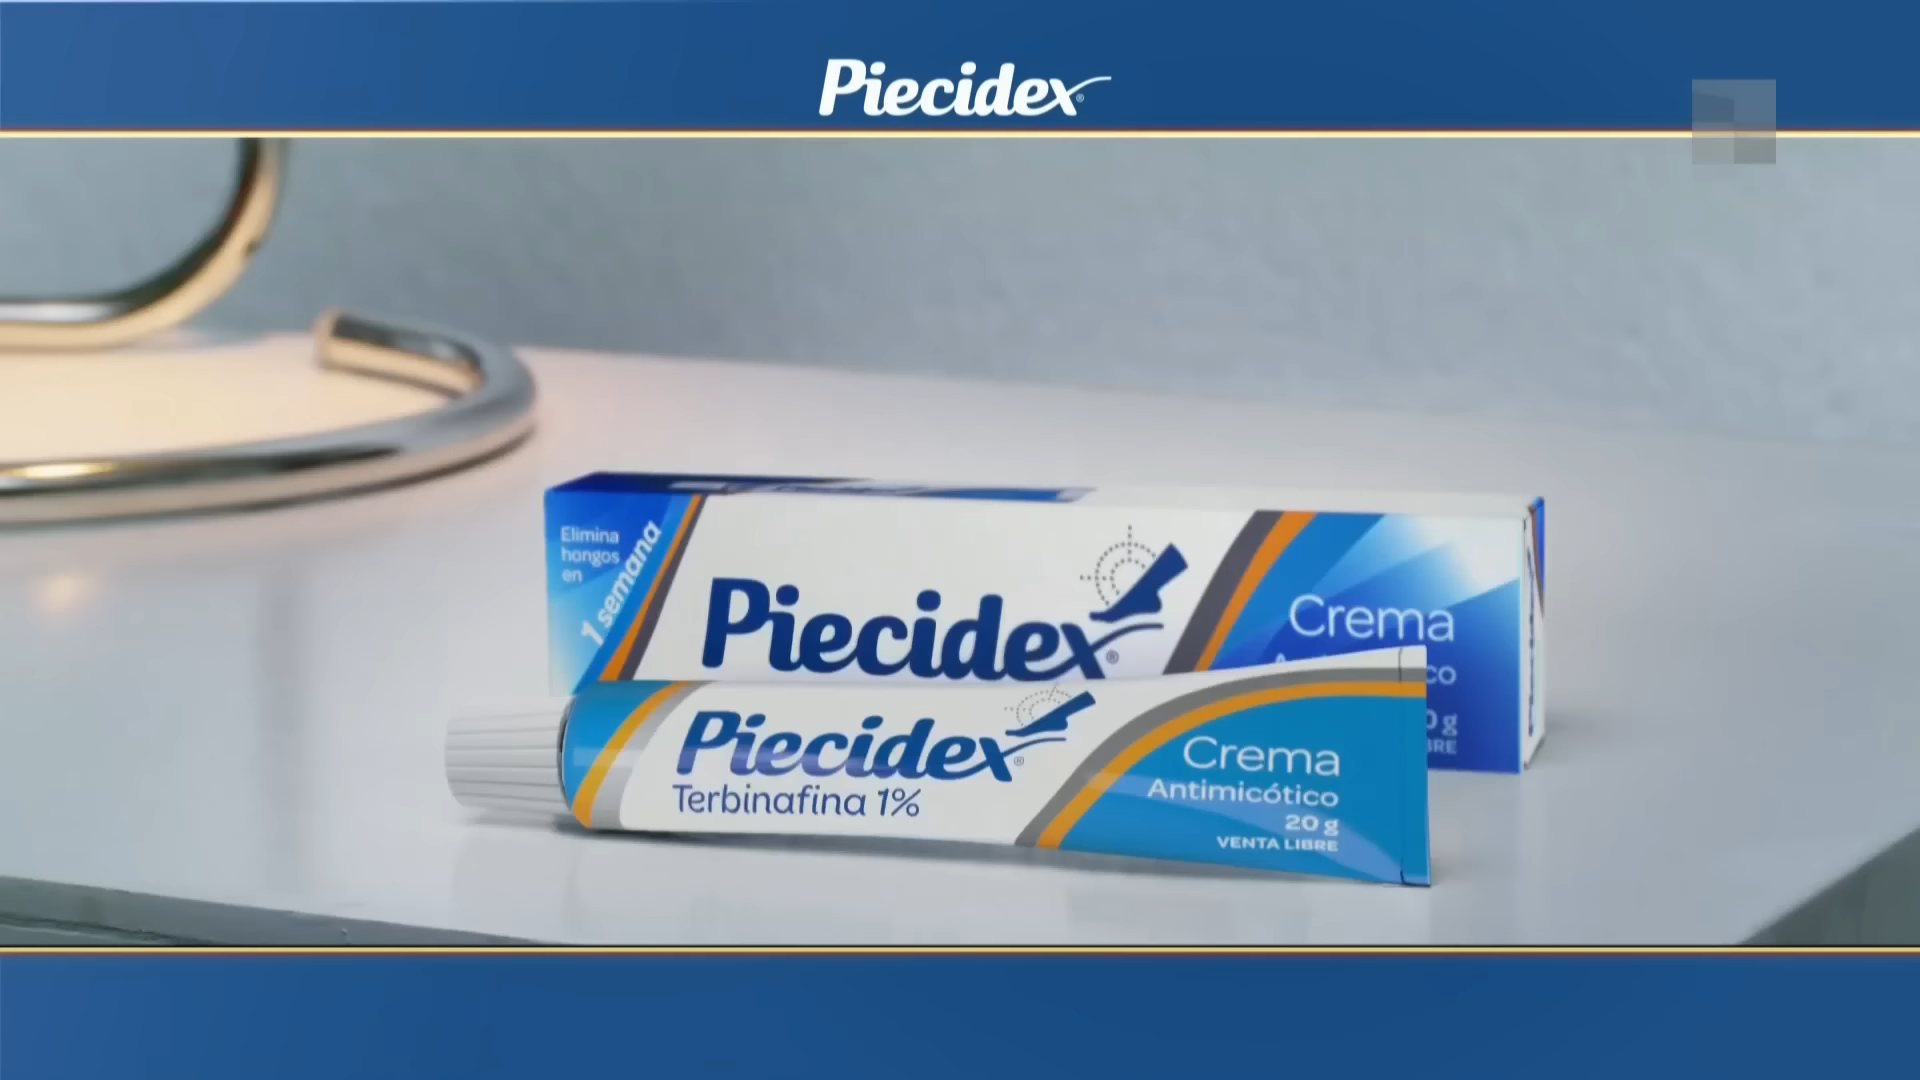 Piecidex®
Elimina
hongos
en
1 semana
Piecidex®
Crema
Piecidex®
Terbinafina 1%
Crema
Antimicótico
20 g
VENTA LIBRE